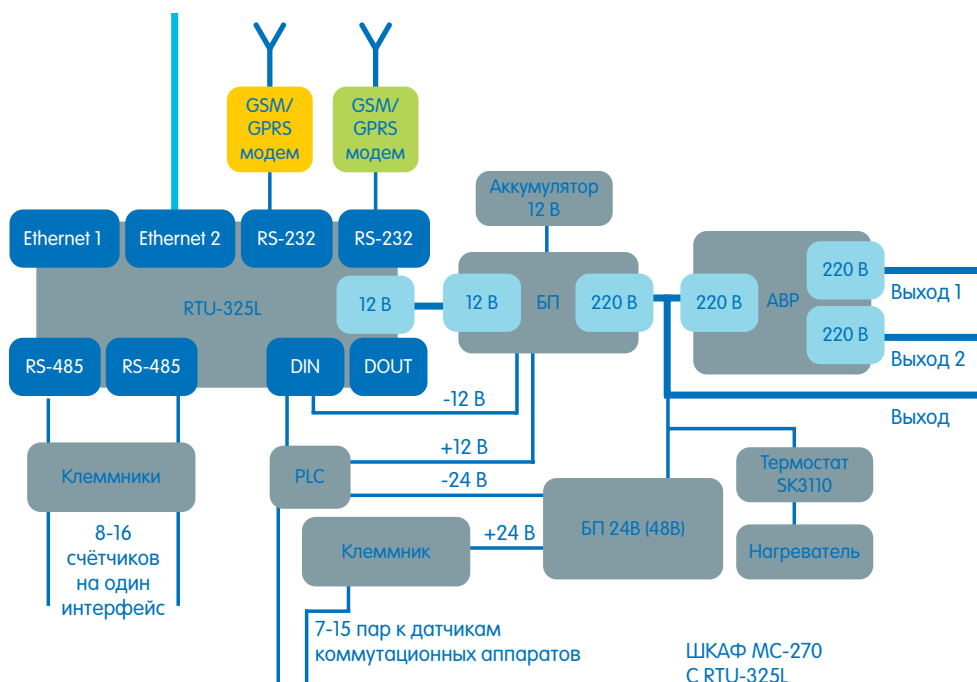 GSM/
GPRS
модем
GSM/
GPRS
модем
Аккумулятор
12 В
Ethernet 1
Ethernet 2
RS-232
RS-232
RTU-325L
12 В
12 В
БП
220 В
220 В
АВР
220 В
Выход 1
220 В
Выход 2
Выход
RS-485
RS-485
DIN
DOUT
-12 В
+12 В
-24 В
Клеммники
PLC
Термостат
SK3110
БП 24В (48В)
+24 В
Клеммник
Нагреватель
8-16
счётчиков
на один
интерфейс
7-15 пар к датчикам
коммутационных аппаратов
ШКАФ МС-270
С RTU-325L